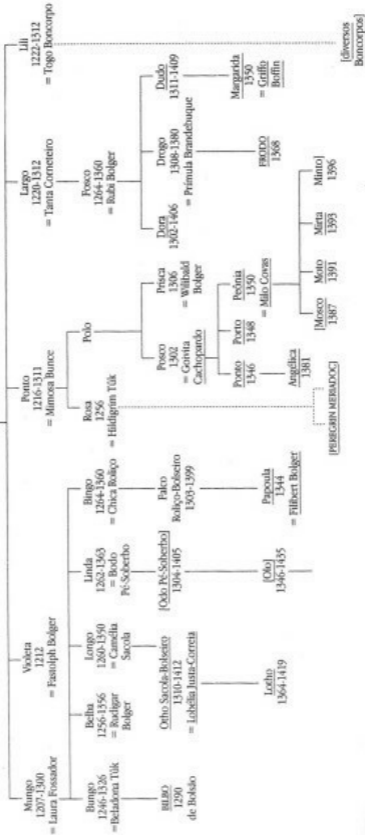 Mungo
1207-1300
= Laura Fossador
Violeta
1212
= Fastolph Bolger
Ponto
1216-1311
= Mimosa Bunce
Largo
1220-1312
= Tanta Corneteiro
Lili
1222-1312
= Togo Boncorpo
Bungo
1246-1326
=Beladona Tûk
Belba
1256-1356
= Rudigar
Bolger
Longo
1260-1350
= Camélia
Sacola
Linda
1262-1363
= Bodo
Pé-Soberbo
Bingo
1264-1360
= Chica Roliço
Rosa
1256
= Hildigrim Tûk
Polo
Fosco
1264-1360
= Rubi Bolger
BILBO
1290
de Bolsão
Otho Sacola-Bolseiro
1310-1412
= Lobélia Justa-Correia
[Odo Pé-Soberbo]
1304-1405
Falco
Roliço-Bolseiro
1303-1399
Posco
1302
= Goivita
Cachopardo
Prisca
1306
= Wilibald
Bolger
Dora
1302-1406
Drogo
1308-1380
= Prímula Brandebuque
Dudo
1311-1409
Lotho
1364-1419
[Olo]
1346-1435
Papoula
1344
= Filibert Bolger
Ponto
1346
Porto
1348
Peônia
1350
= Milo Covas
FRODO
1368
Margarida
1350
= Griffo
Boffin
Angélica
1381
[Mosco
1387
Moto
1391
Mirta
1393
Minto]
1396
[PEREGRIN MERIADOC]
[diversos
Boncorpos]